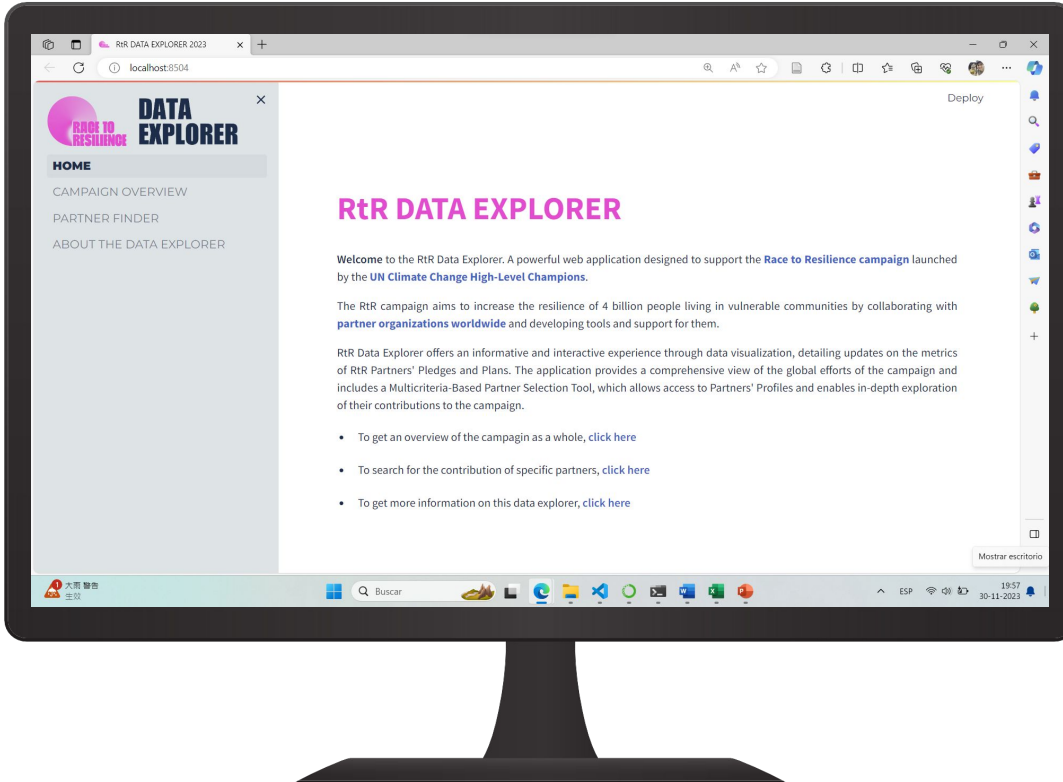 RtR DATA EXPLORER 2023
localhost:8504
Deploy
RACE TO
RESILIENCE
DATA
EXPLORER
HOME
CAMPAIGN OVERVIEW
PARTNER FINDER
ABOUT THE DATA EXPLORER
RtR DATA EXPLORER
Welcome to the RtR Data Explorer. A powerful web application designed to support the Race to Resilience campaign launched
by the UN Climate Change High-Level Champions.
The RtR campaign aims to increase the resilience of 4 billion people living in vulnerable communities by collaborating with
partner organizations worldwide and developing tools and support for them.
RtR Data Explorer offers an informative and interactive experience through data visualization, detailing updates on the metrics
of RtR Partners' Pledges and Plans. The application provides a comprehensive view of the global efforts of the campaign and
includes a Multicriteria-Based Partner Selection Tool, which allows access to Partners' Profiles and enables in-depth exploration
of their contributions to the campaign.
• To get an overview of the campagin as a whole, click here
• To search for the contribution of specific partners, click here
• To get more information on this data explorer, click here
Mostrar escritorio
1
大雨 警告
Buscar
ESP
19:57
30-11-2023